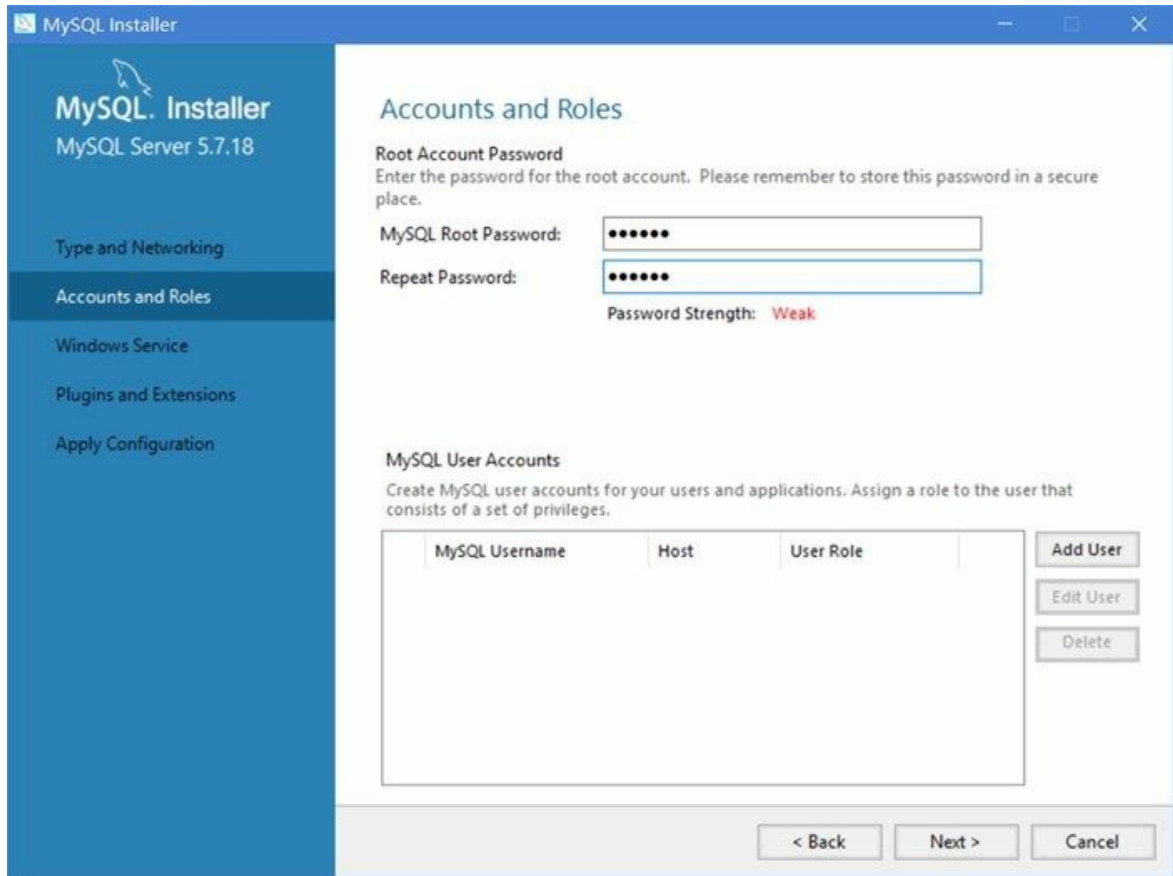 MySQL Installer
MySQL. Installer
MySQL Server 5.7.18
Type and Networking
Accounts and Roles
Windows Service
Plugins and Extensions
Apply Configuration
Accounts and Roles
Root Account Password
Enter the password for the root account. Please remember to store this password in a secure
place.
MySQL Root Password: ●●●●●●
Repeat Password: ●●●●●●
Password Strength: Weak
MySQL User Accounts
Create MySQL user accounts for your users and applications. Assign a role to the user that
consists of a set of privileges.
MySQL Username Host User Role
Add User
Edit User
Delete
< Back Next > Cancel